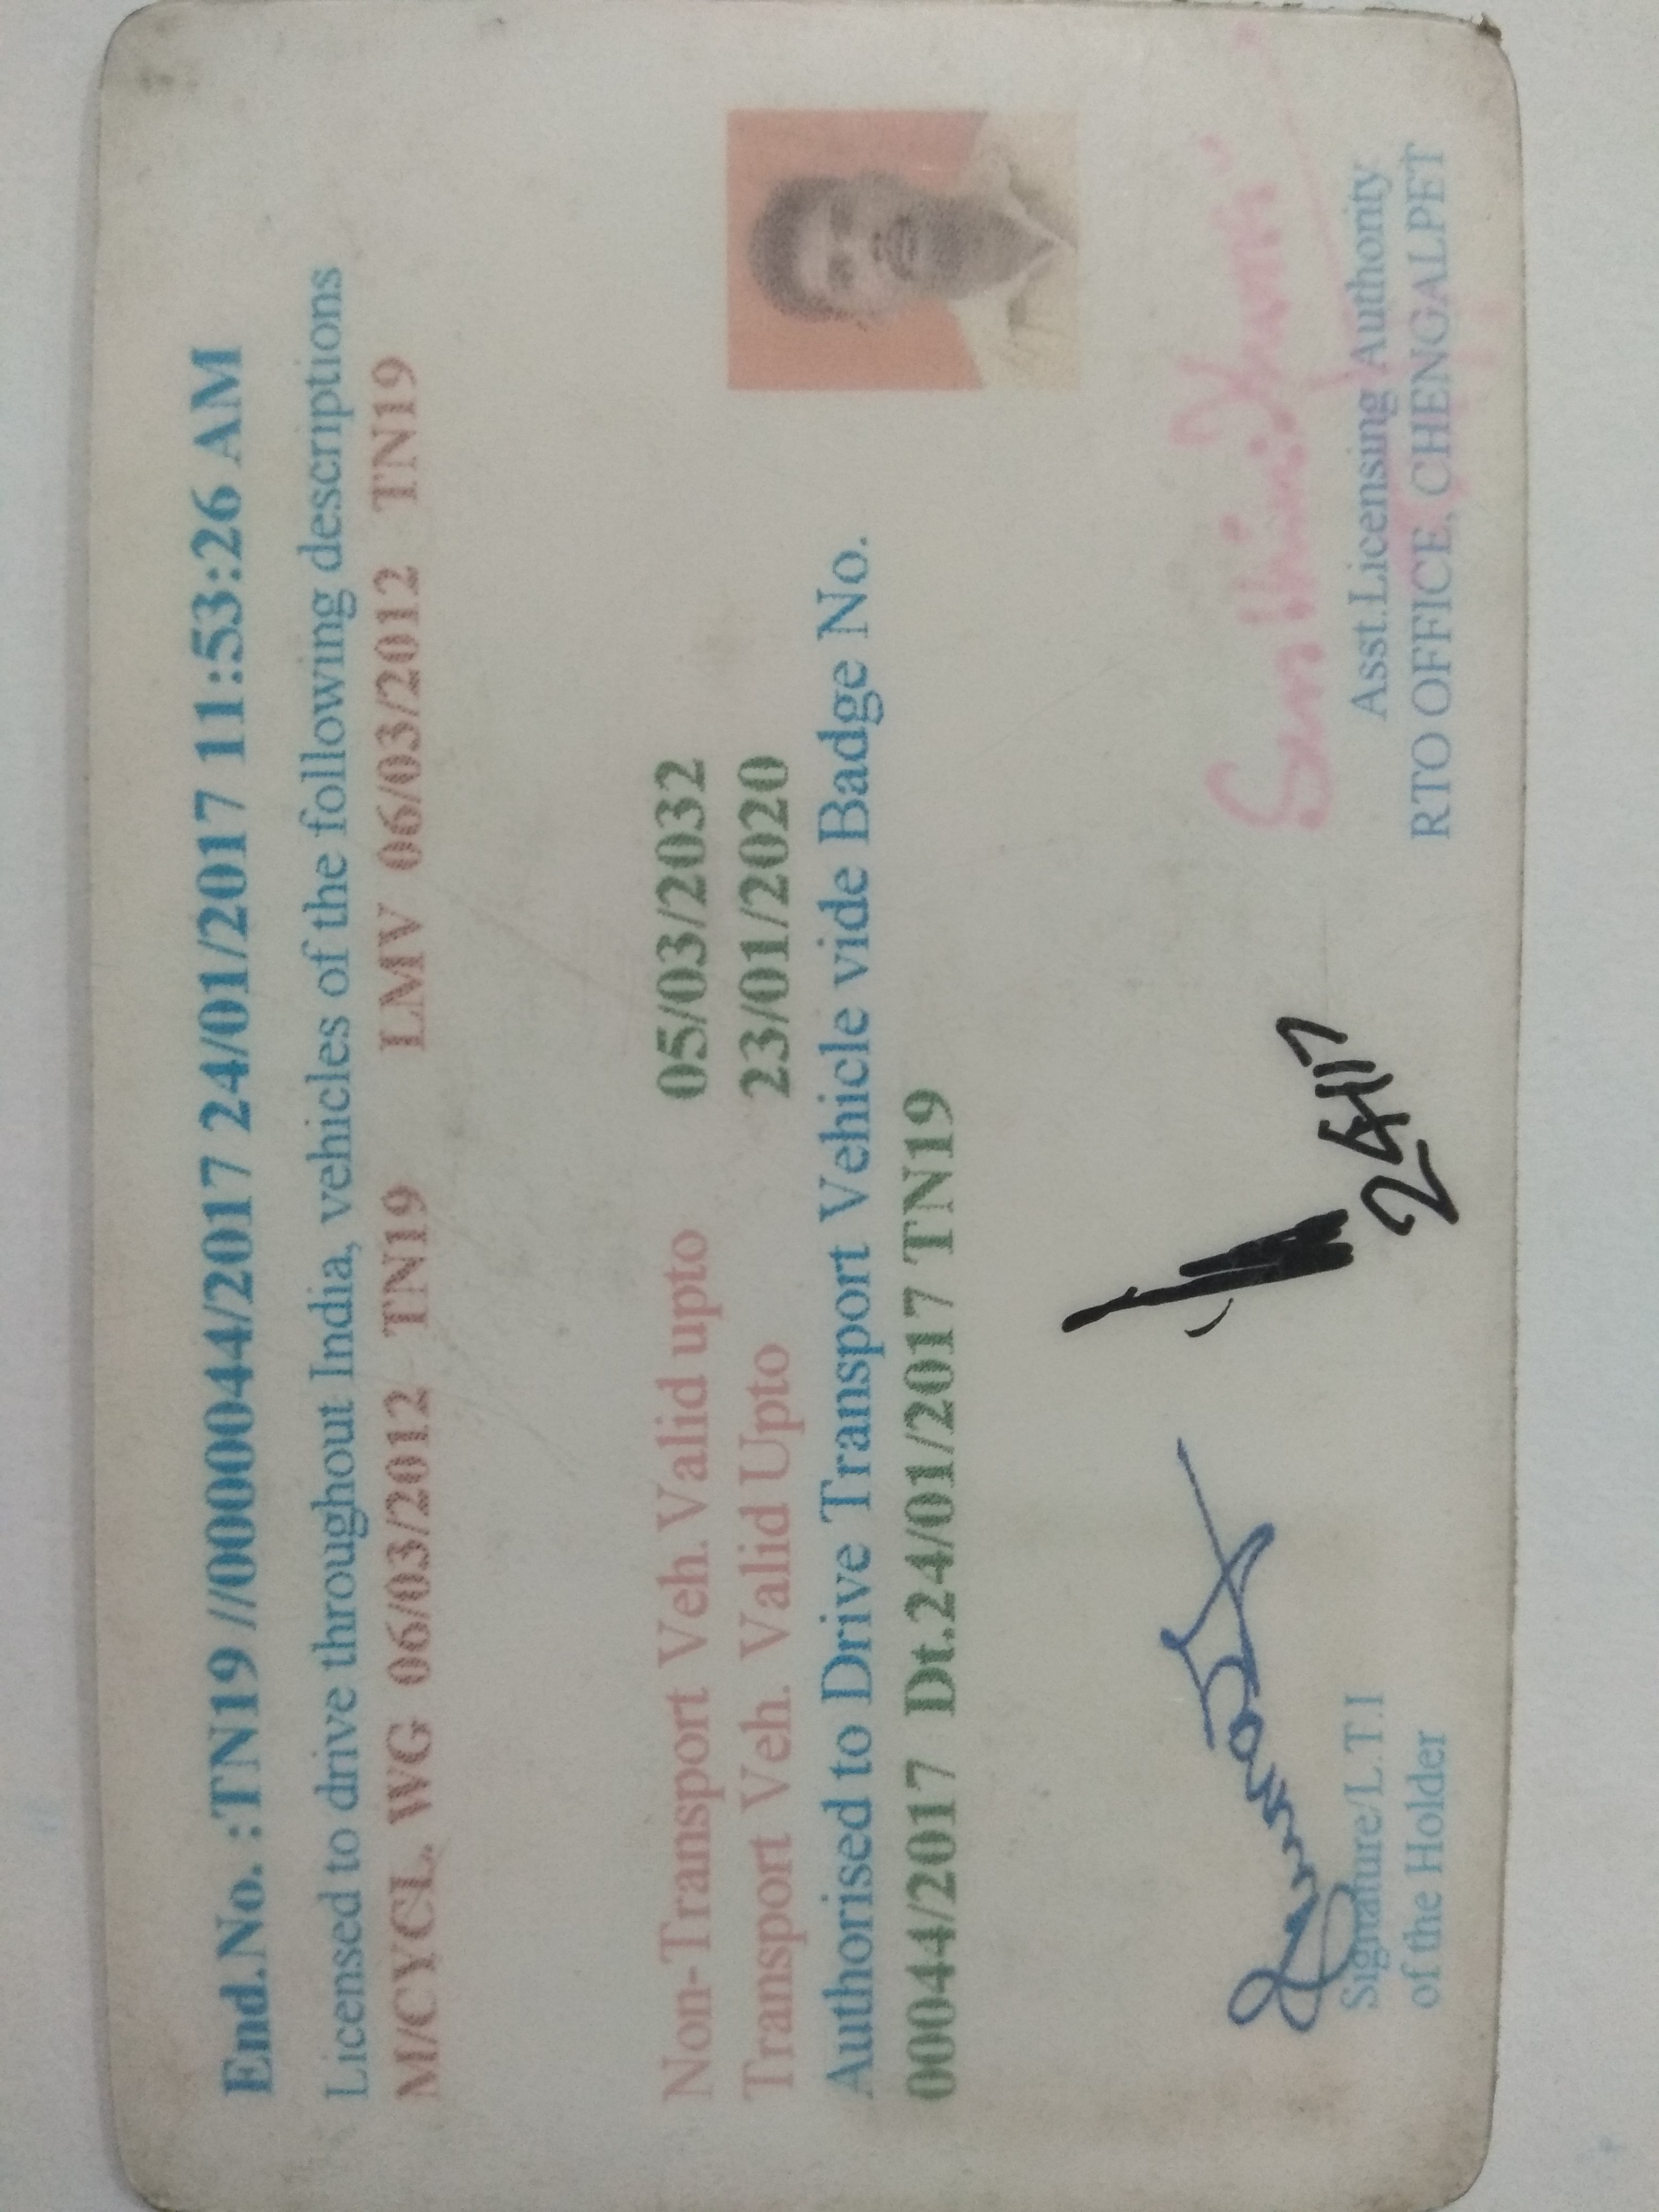 End.No. :TN19 //0000044/2017 24/01/2017 11:53:26 AM
Licensed to drive throughout India, vehicles of the following descriptions
M/CYCL. WG 06/03/2012 TN19 LMV 06/03/2012 TN19
Non-Transport Veh. Valid upto 05/03/2032
Transport Veh. Valid Upto 23/01/2020
Authorised to Drive Transport Vehicle vide Badge No.
00044/2017 Dt.24/01/2017 TN19
Signature/L.T.I
of the Holder
Asst.Licensing Authority
RTO OFFICE, CHENGALPET